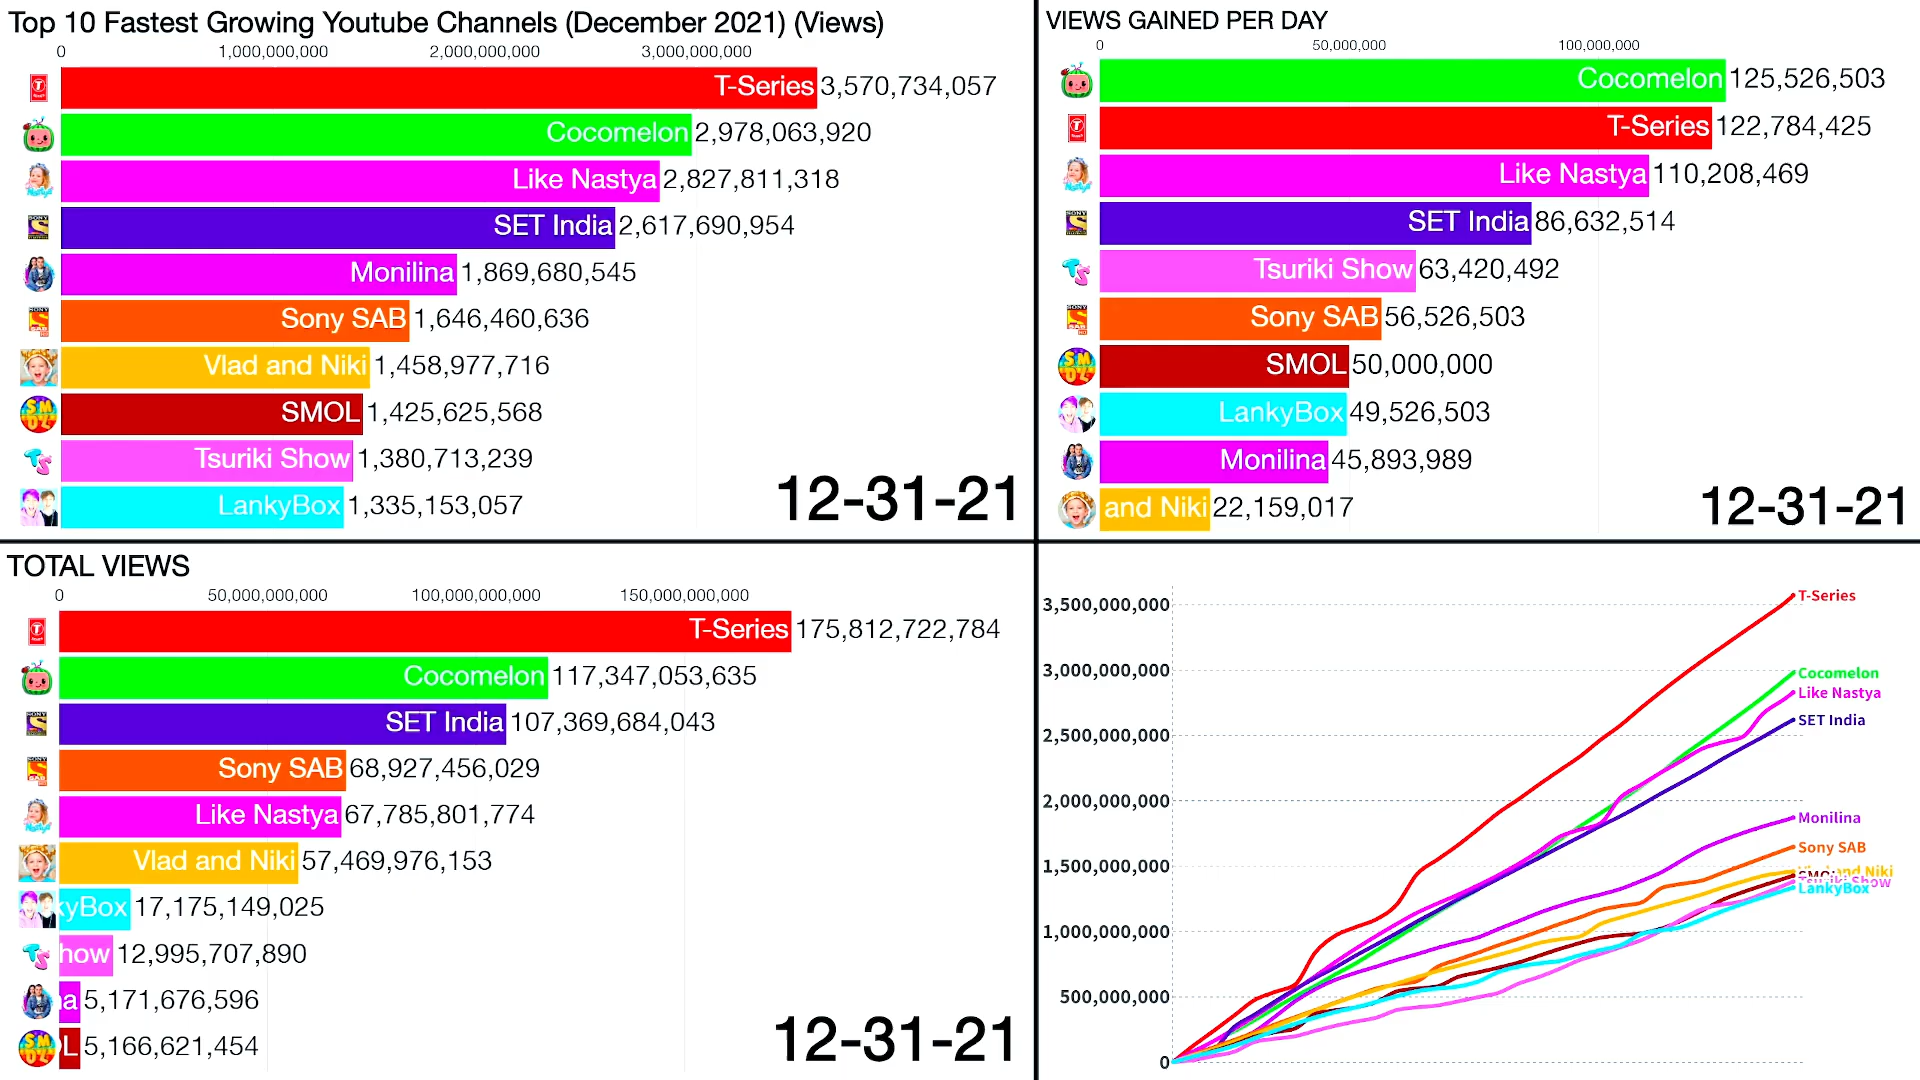 Top 10 Fastest Growing Youtube Channels (December 2021) (Views)
0 1,000,000,000 2,000,000,000 3,000,000,000
T-Series 3,570,734,057
Cocomelon 2,978,063,920
Like Nastya 2,827,811,318
SET India 2,617,690,954
Monilina 1,869,680,545
Sony SAB 1,646,460,636
Vlad and Niki 1,458,977,716
SMOL 1,425,625,568
Tsuriki Show 1,380,713,239
LankyBox 1,335,153,057
12-31-21
VIEWS GAINED PER DAY
0 50,000,000 100,000,000
Cocomelon 125,526,503
T-Series 122,784,425
Like Nastya 110,208,469
SET India 86,632,514
Tsuriki Show 63,420,492
Sony SAB 56,526,503
SMOL 50,000,000
LankyBox 49,526,503
Monilina 45,893,989
and Niki 22,159,017
12-31-21
TOTAL VIEWS
0 50,000,000,000 100,000,000,000 150,000,000,000
T-Series 175,812,722,784
Cocomelon 117,347,053,635
SET India 107,369,684,043
Sony SAB 68,927,456,029
Like Nastya 67,785,801,774
Vlad and Niki 57,469,976,153
kyBox 17,175,149,025
how 12,995,707,890
a 5,171,676,596
L 5,166,621,454
12-31-21
3,500,000,000
3,000,000,000
2,500,000,000
2,000,000,000
1,500,000,000
1,000,000,000
500,000,000
0
T-Series
Cocomelon
Like Nastya
SET India
Monilina
Sony SAB
and Niki
Show
LankyBox